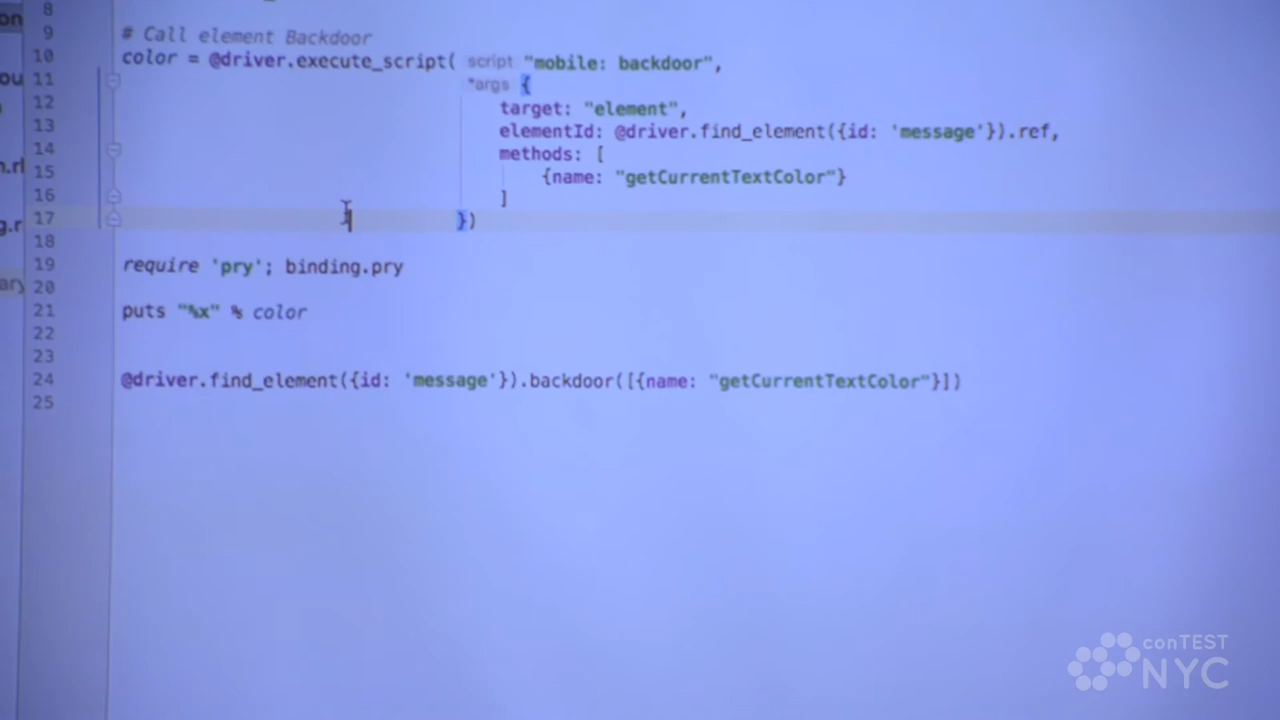 on
8
9 # Call element Backdoor
10 color = @driver.execute_script( script "mobile: backdoor",
11 *args {
12 target: "element",
13 elementId: @driver.find_element({id: 'message'}).ref,
14 methods: [
15 {name: "getCurrentTextColor"}
16 ]
17 })
18
19 require 'pry'; binding.pry
20
21 puts "%x" % color
22
23
24 @driver.find_element({id: 'message'}).backdoor([{name: "getCurrentTextColor"}])
25
conTEST
NYC